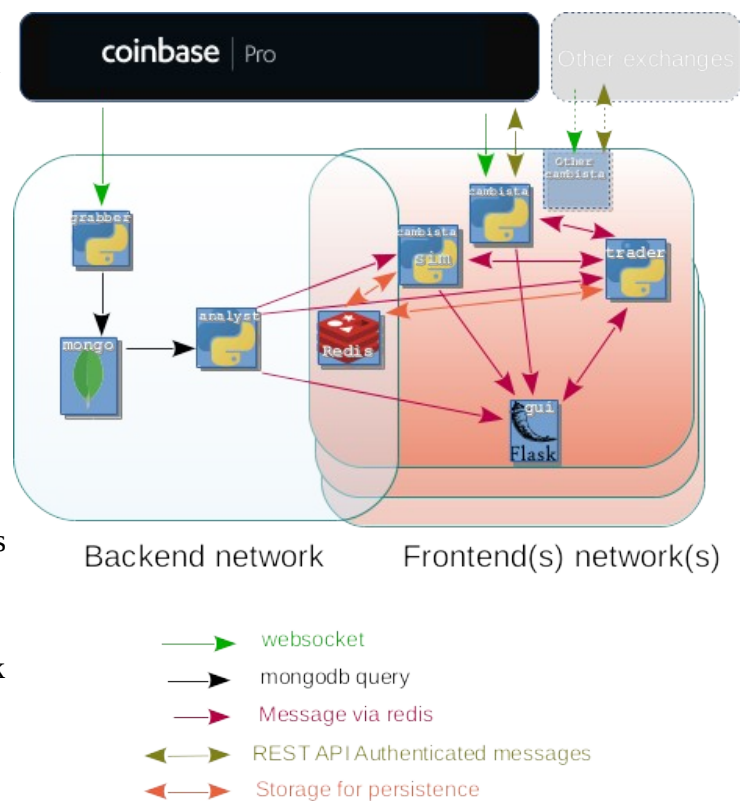 coinbase | Pro
Other exchanges
Other
cambista
cambista
grabber
cambista
sim
trader
analyst
mongo
Redis
gui
Flask
s
Backend network
Frontend(s) network(s)
websocket
k
mongodb query
Message via redis
REST API Authenticated messages
Storage for persistence